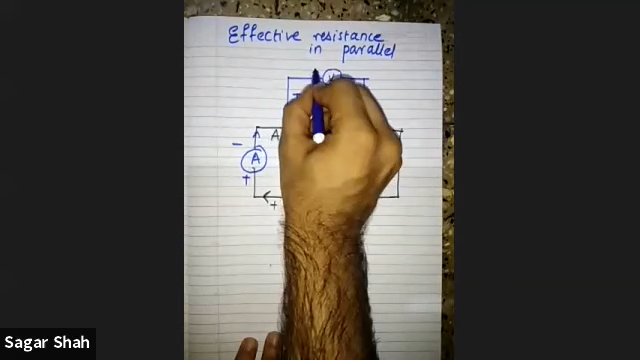 Effective resistance
in parallel
V
A
-
A
+
+
Sagar Shah